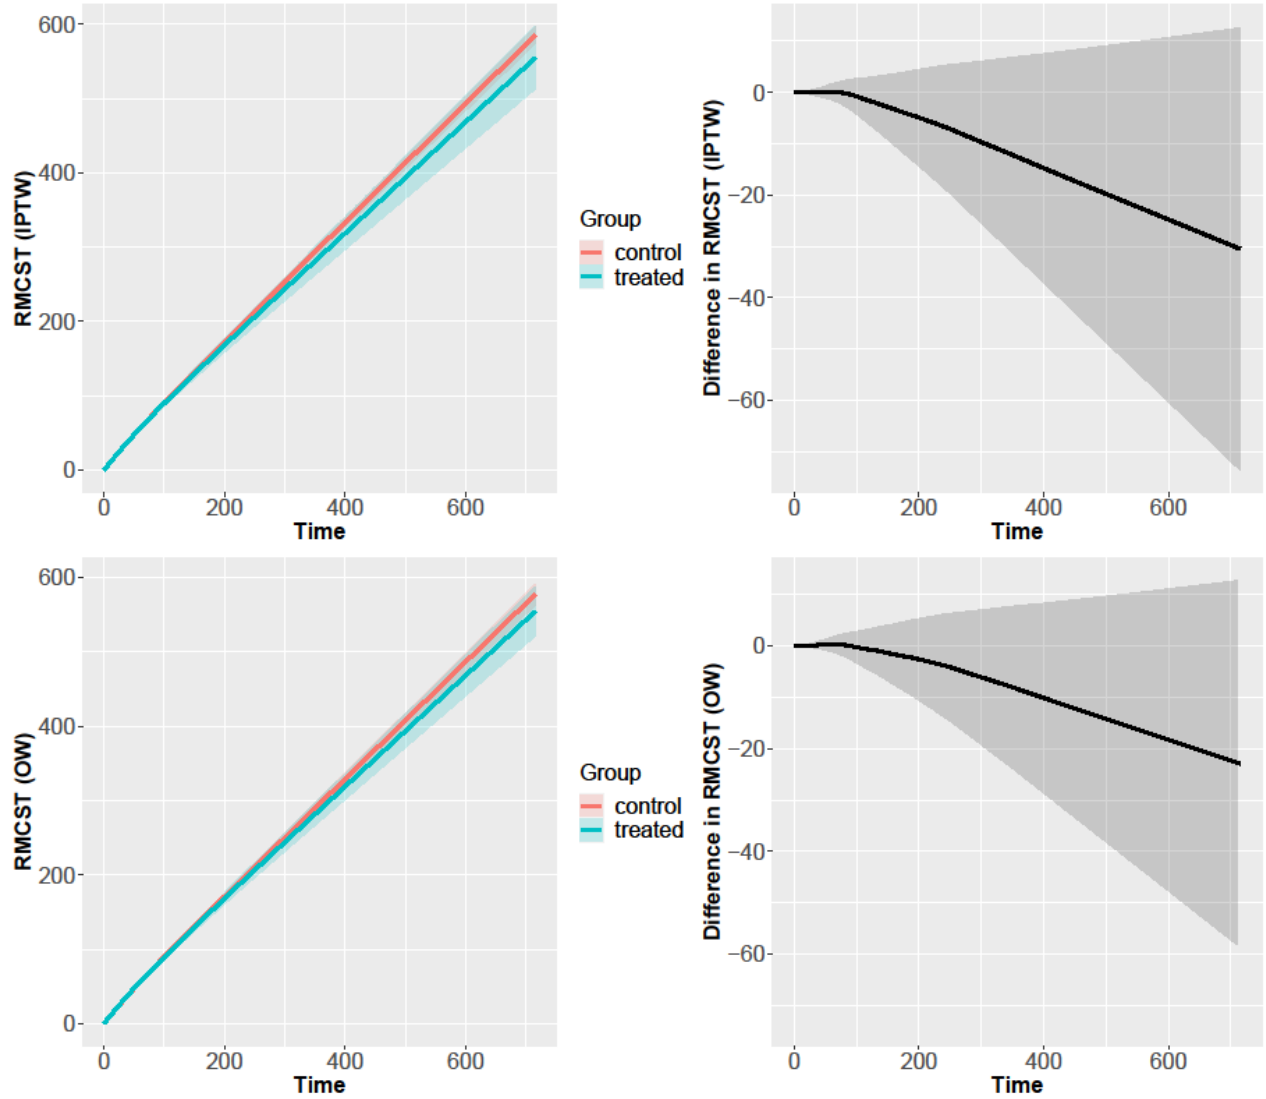 RMCST (IPTW)
600
400
200
0
0 200 400 600
Time
Group
control
treated
Difference in RMCST (IPTW)
0
−20
−40
−60
0 200 400 600
Time
RMCST (OW)
600
400
200
0
0 200 400 600
Time
Group
control
treated
Difference in RMCST (OW)
0
−20
−40
−60
0 200 400 600
Time